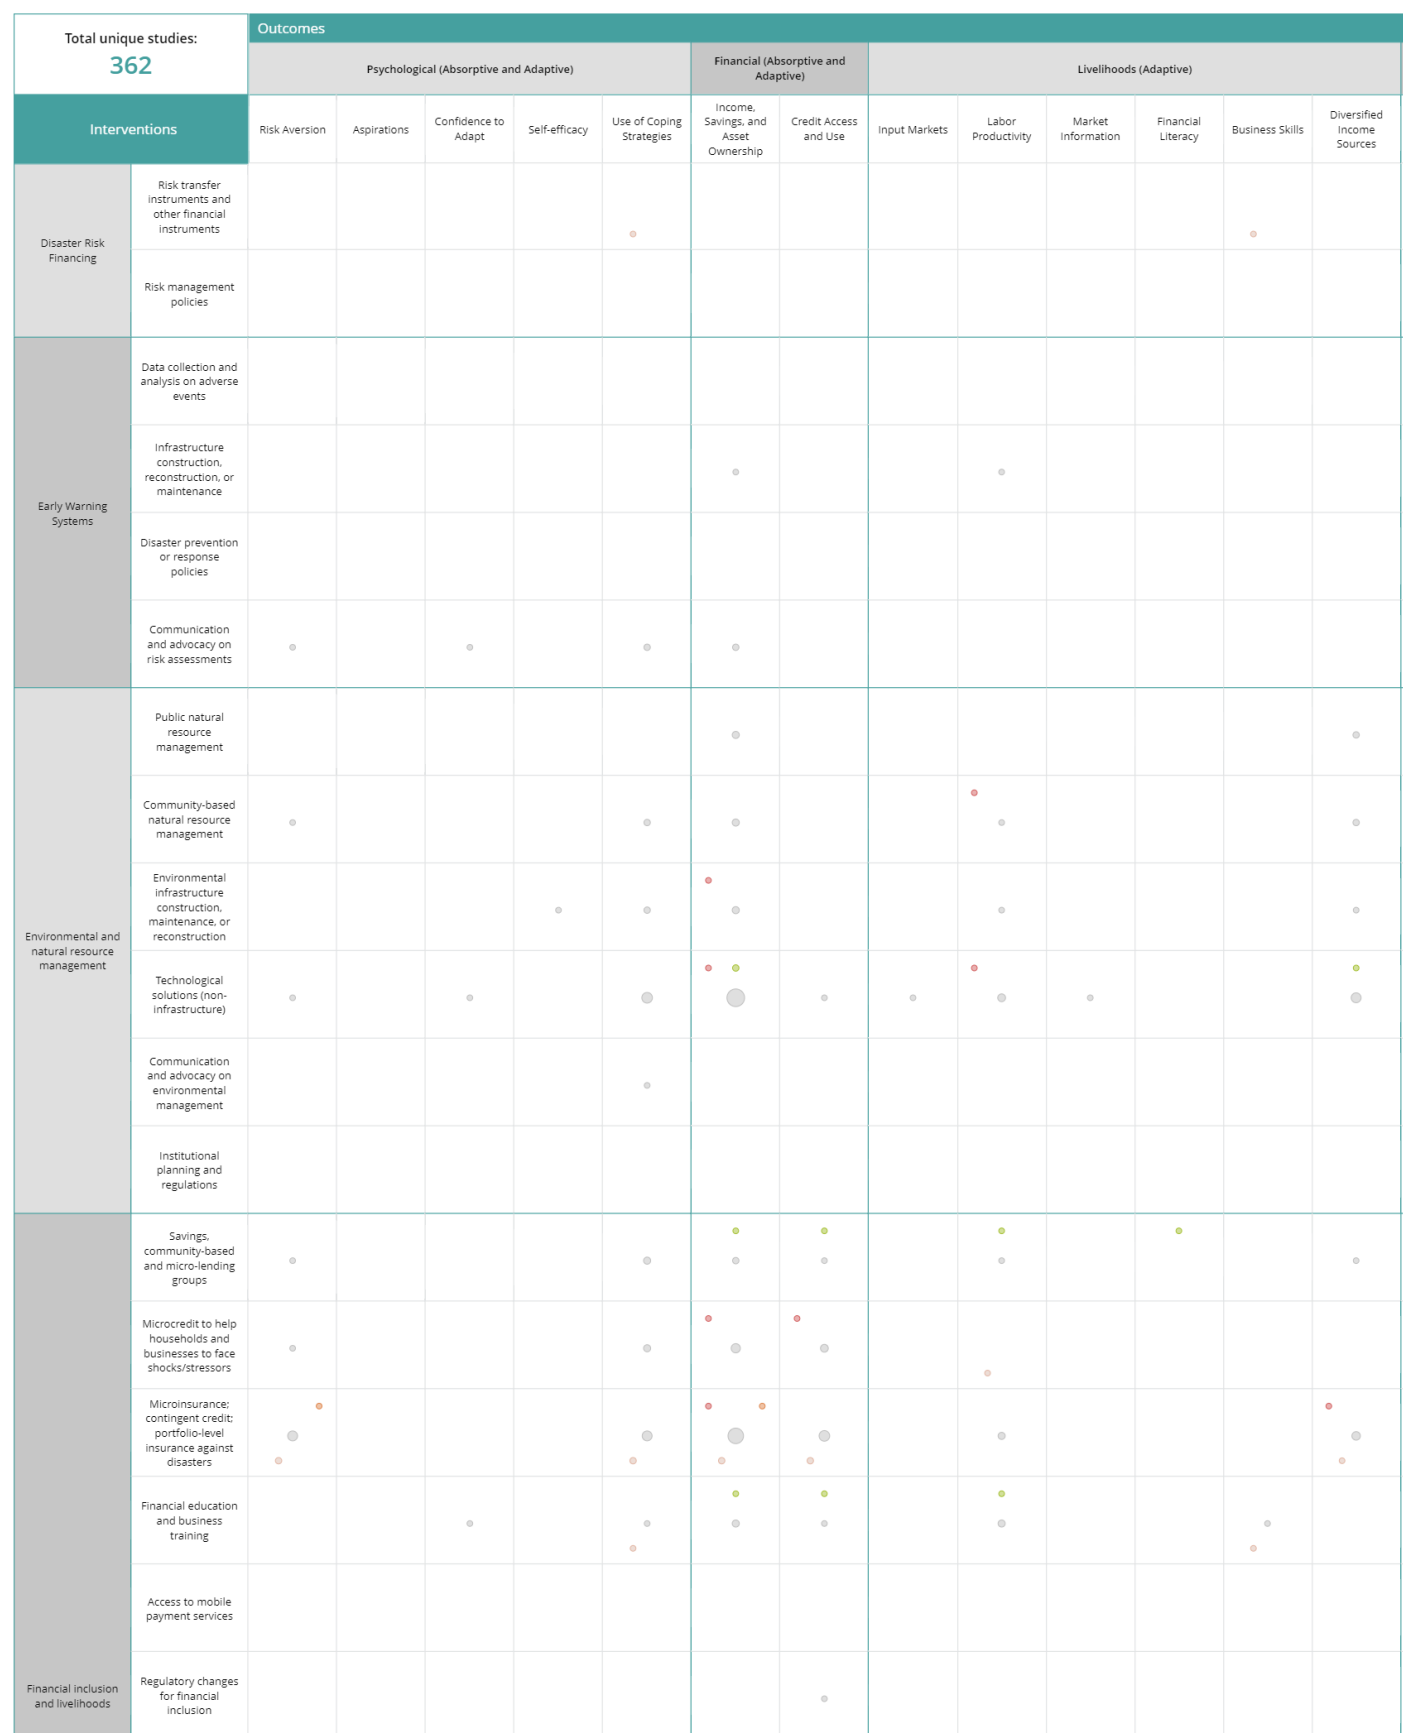 Total unique studies:
362
Outcomes
Psychological (Absorptive and Adaptive)
Financial (Absorptive and
Adaptive)
Livelihoods (Adaptive)
Interventions
Risk Aversion
Aspirations
Confidence to
Adapt
Self-efficacy
Use of Coping
Strategies
Income,
Savings, and
Asset
Ownership
Credit Access
and Use
Input Markets
Labor
Productivity
Market
Information
Financial
Literacy
Business Skills
Diversified
Income
Sources
Disaster Risk
Financing
Risk transfer
instruments and
other financial
instruments
Risk management
policies
Early Warning
Systems
Data collection and
analysis on adverse
events
Infrastructure
construction,
reconstruction, or
maintenance
Disaster prevention
or response
policies
Communication
and advocacy on
risk assessments
Environmental and
natural resource
management
Public natural
resource
management
Community-based
natural resource
management
Environmental
infrastructure
construction,
maintenance, or
reconstruction
Technological
solutions (non-
infrastructure)
Communication
and advocacy on
environmental
management
Institutional
planning and
regulations
Financial inclusion
and livelihoods
Savings,
community-based
and micro-lending
groups
Microcredit to help
households and
businesses to face
shocks/stressors
Microinsurance;
contingent credit;
portfolio-level
insurance against
disasters
Financial education
and business
training
Access to mobile
payment services
Regulatory changes
for financial
inclusion